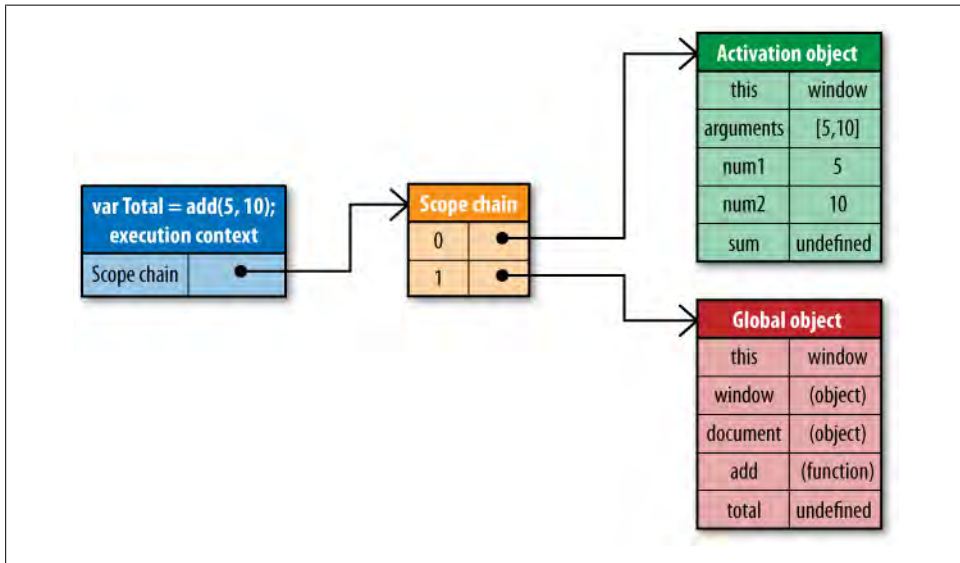 var Total = add(5, 10);
execution context
Scope chain
Scope chain
0
1
Activation object
this window
arguments [5,10]
num1 5
num2 10
sum undefined
Global object
this window
window (object)
document (object)
add (function)
total undefined